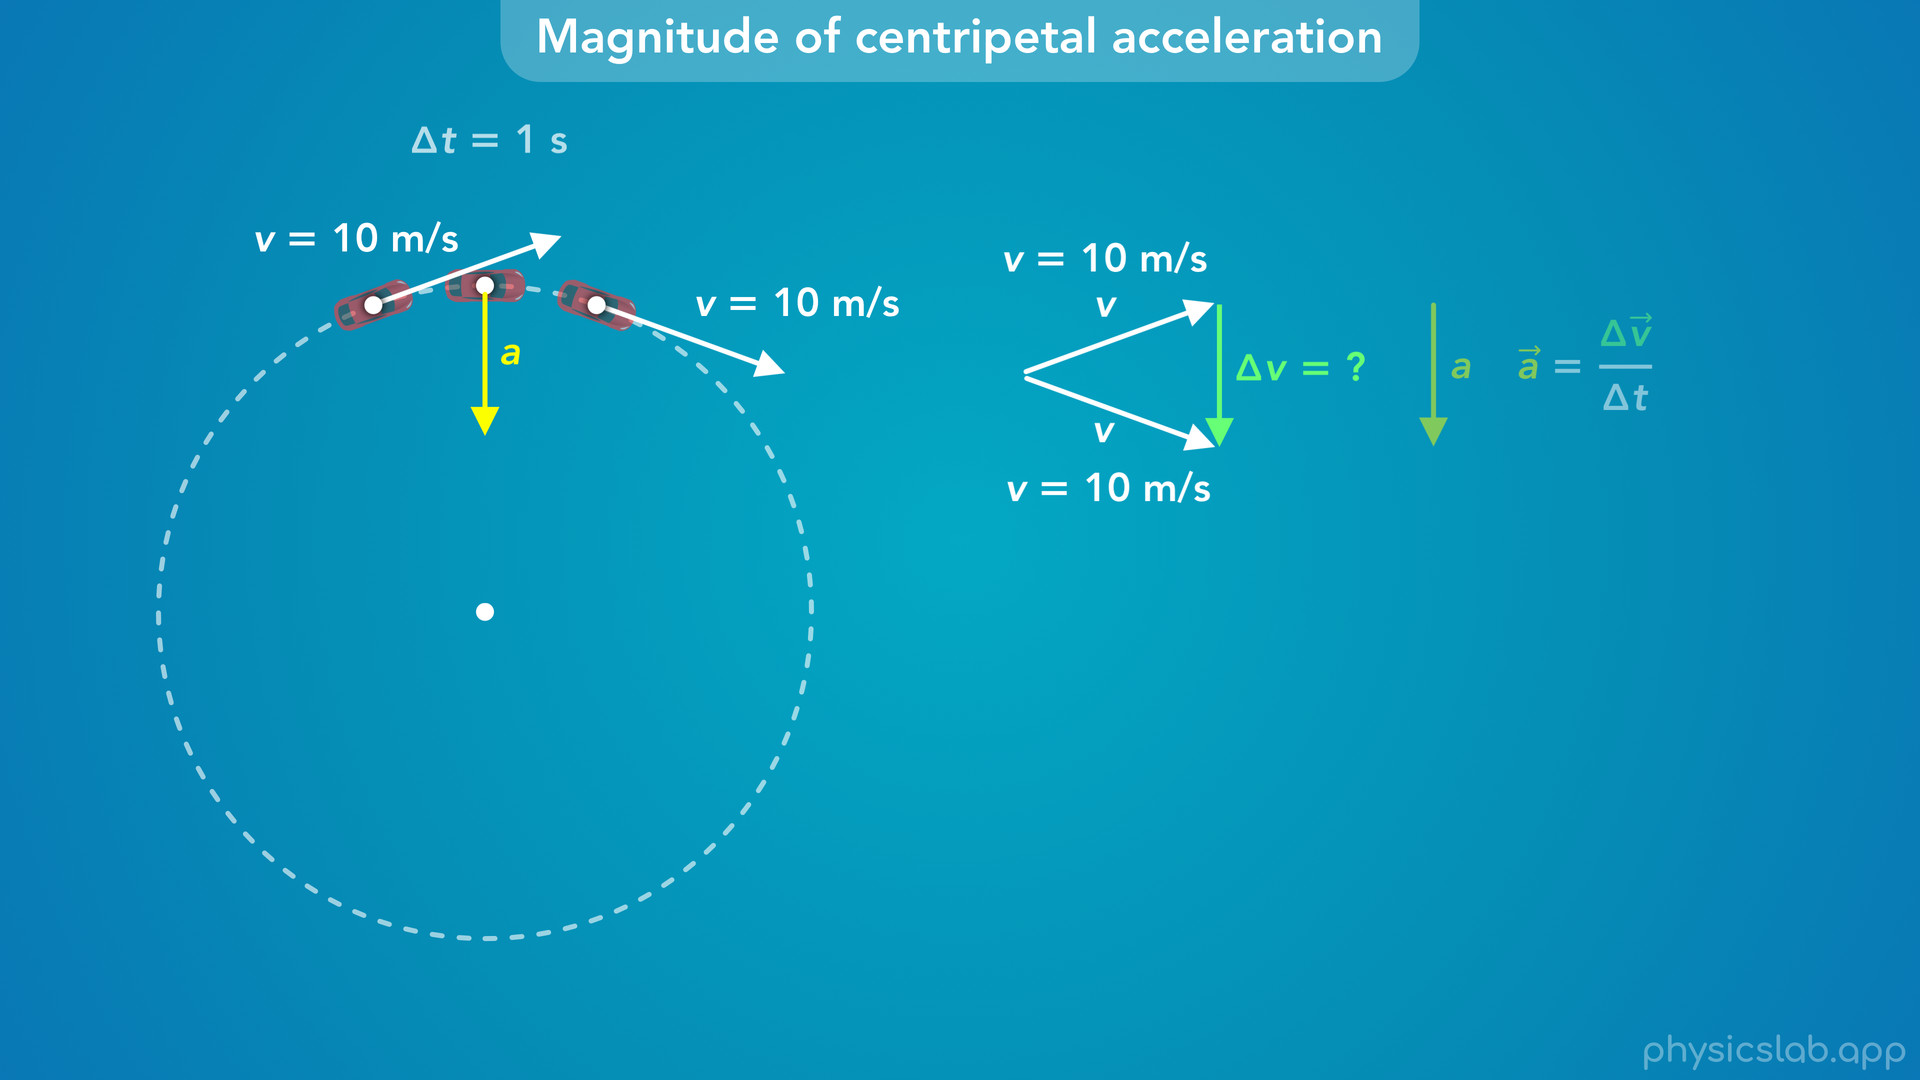 Magnitude of centripetal acceleration
Δt = 1 s
v = 10 m/s
v = 10 m/s
a
v = 10 m/s
v
Δv = ?
v
v = 10 m/s
a
a⃗ = Δv⃗ / Δt
physicslab.app